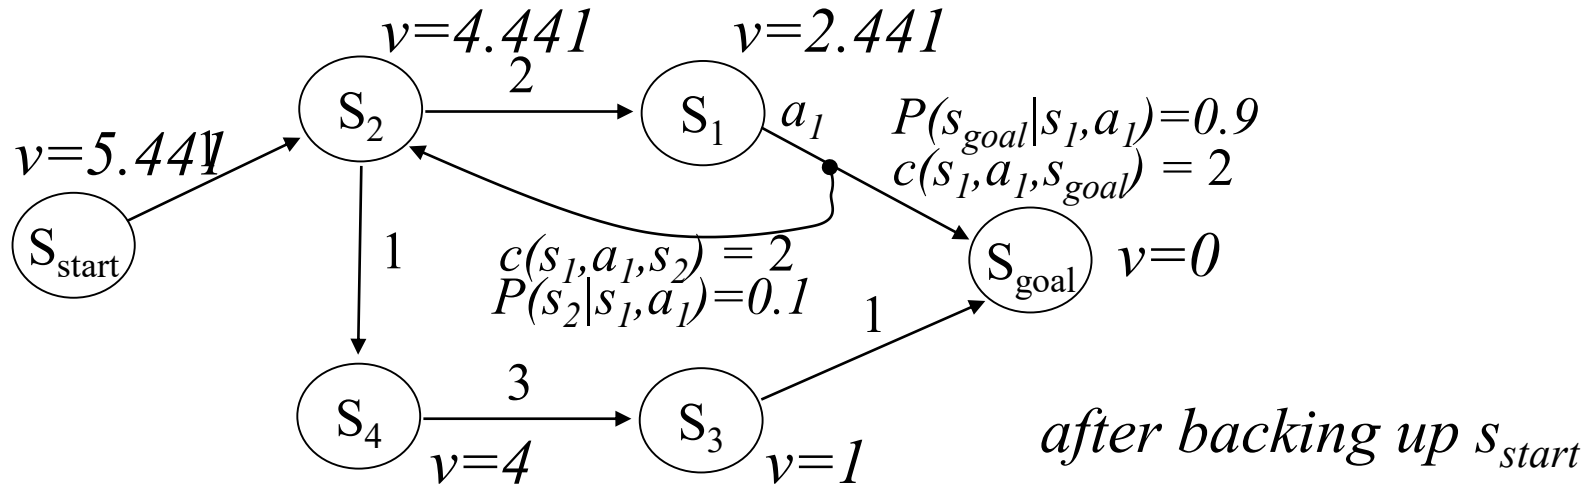 v=4.441
v=2.441
2
S2
S1
a1
P(sgoal|s1,a1)=0.9
c(s1,a1,sgoal) = 2
v=5.441
1
Sstart
1
c(s1,a1,s2) = 2
P(s2|s1,a1)=0.1
Sgoal
v=0
1
3
S4
S3
v=4
v=1
after backing up sstart